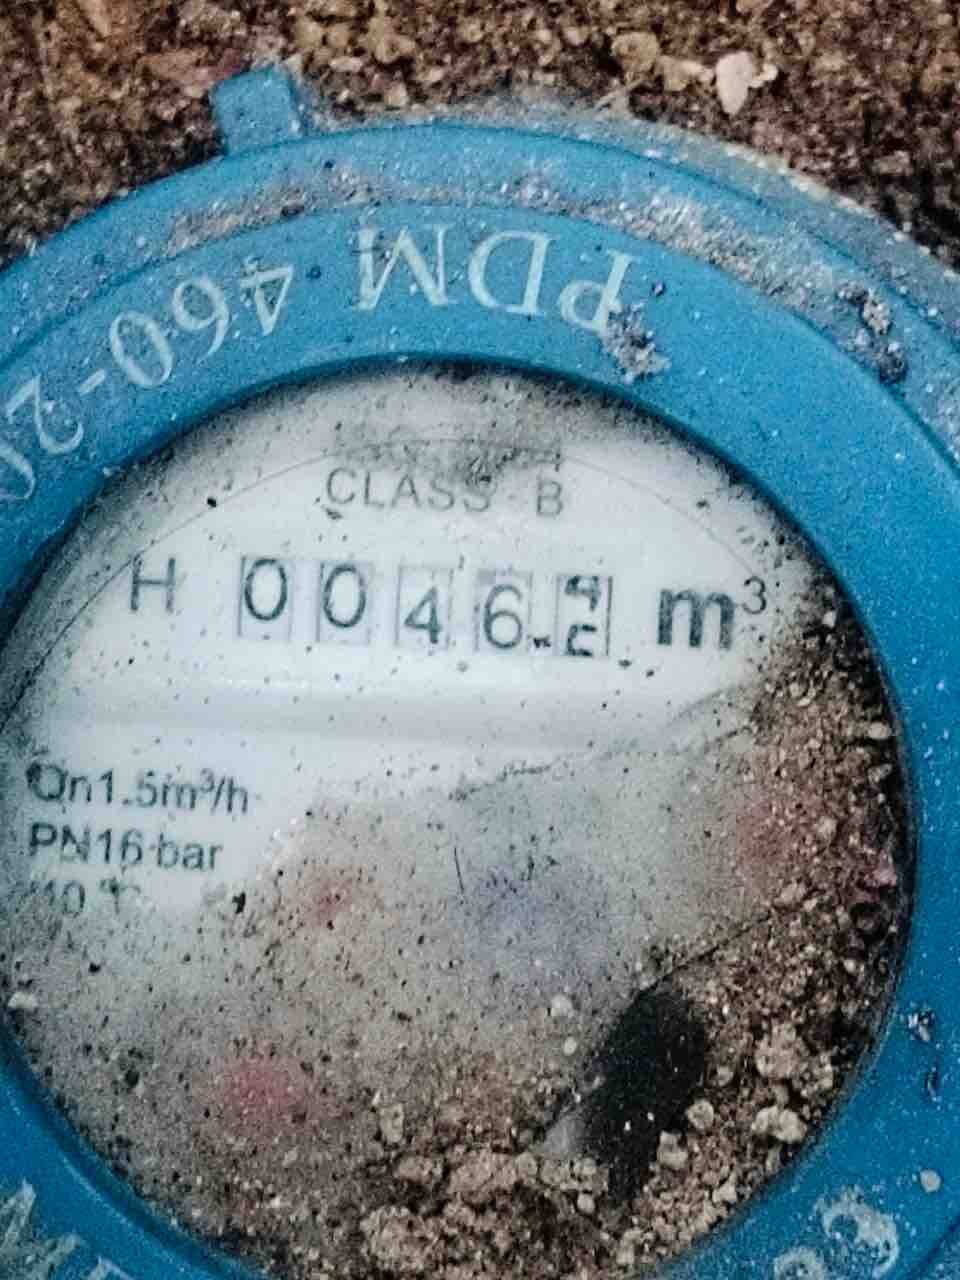 PDM 460-20
CLASS B
H 0046 m³
Qn1.5m³/h
PN16 bar